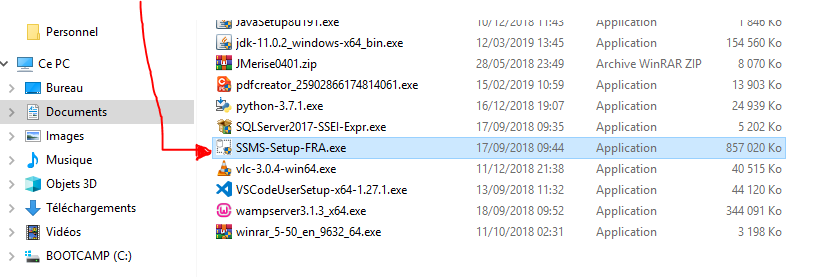 Personnel
Ce PC
Bureau
Documents
Images
Musique
Objets 3D
Téléchargements
Vidéos
BOOTCAMP (C:)
JavaSetup8u191.exe 10/12/2018 11:43 Application 1 846 Ko
jdk-11.0.2_windows-x64_bin.exe 12/03/2019 13:45 Application 154 560 Ko
JMerise0401.zip 28/05/2018 23:49 Archive WinRAR ZIP 8 070 Ko
pdfcreator_25902866174814061.exe 15/02/2019 10:59 Application 13 903 Ko
python-3.7.1.exe 16/12/2018 19:07 Application 24 939 Ko
SQLServer2017-SSEI-Expr.exe 17/09/2018 09:35 Application 5 202 Ko
SSMS-Setup-FRA.exe 17/09/2018 09:44 Application 857 020 Ko
vlc-3.0.4-win64.exe 11/12/2018 21:38 Application 40 515 Ko
VSCodeUserSetup-x64-1.27.1.exe 13/09/2018 11:32 Application 44 120 Ko
wampserver3.1.3_x64.exe 18/09/2018 09:52 Application 344 091 Ko
winrar_5-50_en_9632_64.exe 11/10/2018 02:31 Application 3 198 Ko